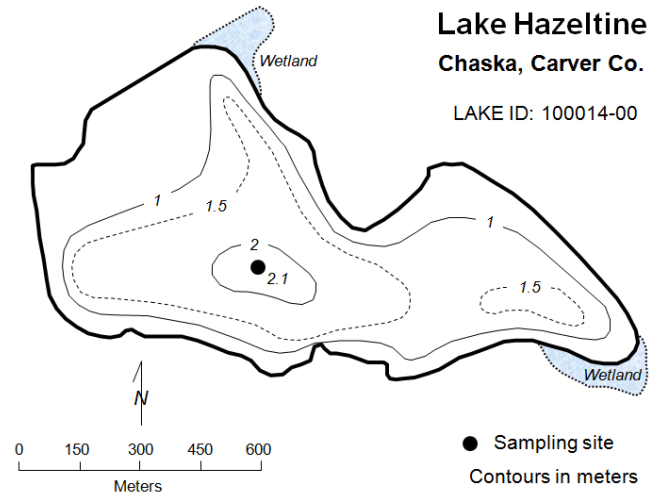 Lake Hazeltine
Chaska, Carver Co.
LAKE ID: 100014-00
Wetland
1
1.5
1
2
2.1
1.5
Wetland
N
0 150 300 450 600
Meters
Sampling site
Contours in meters